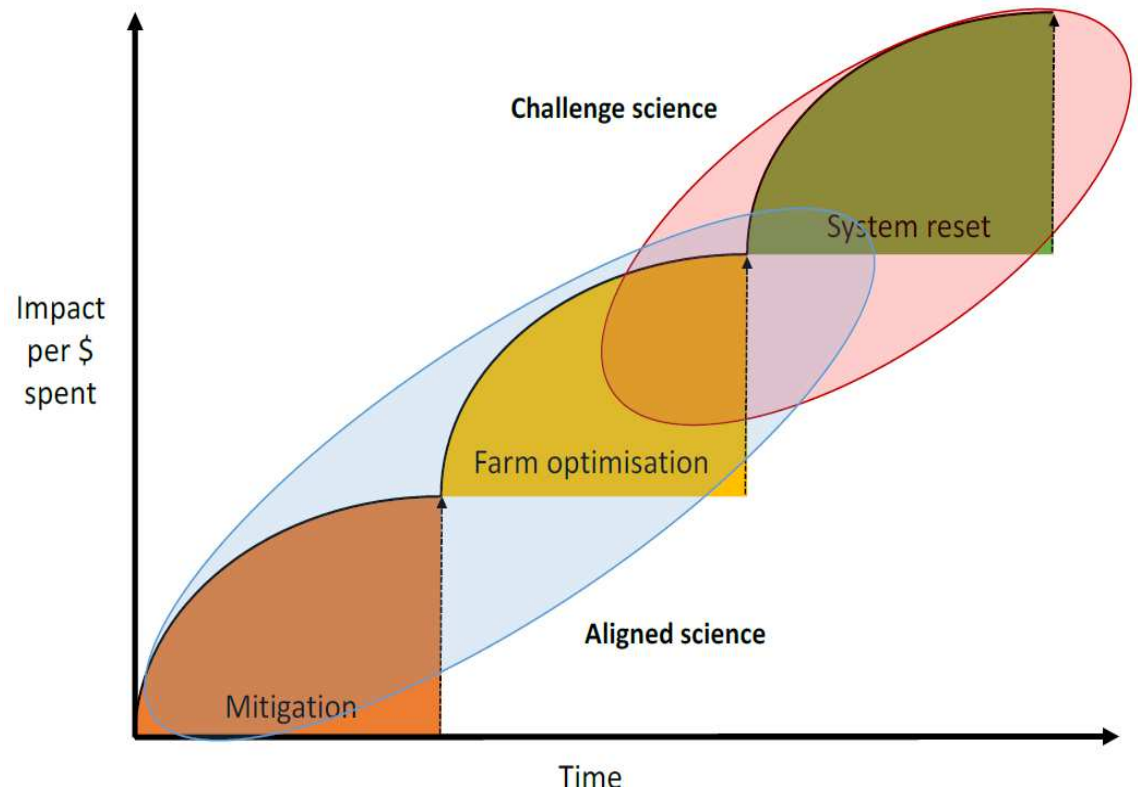 Challenge science
System reset
Impact
per $
spent
Farm optimisation
Aligned science
Mitigation
Time